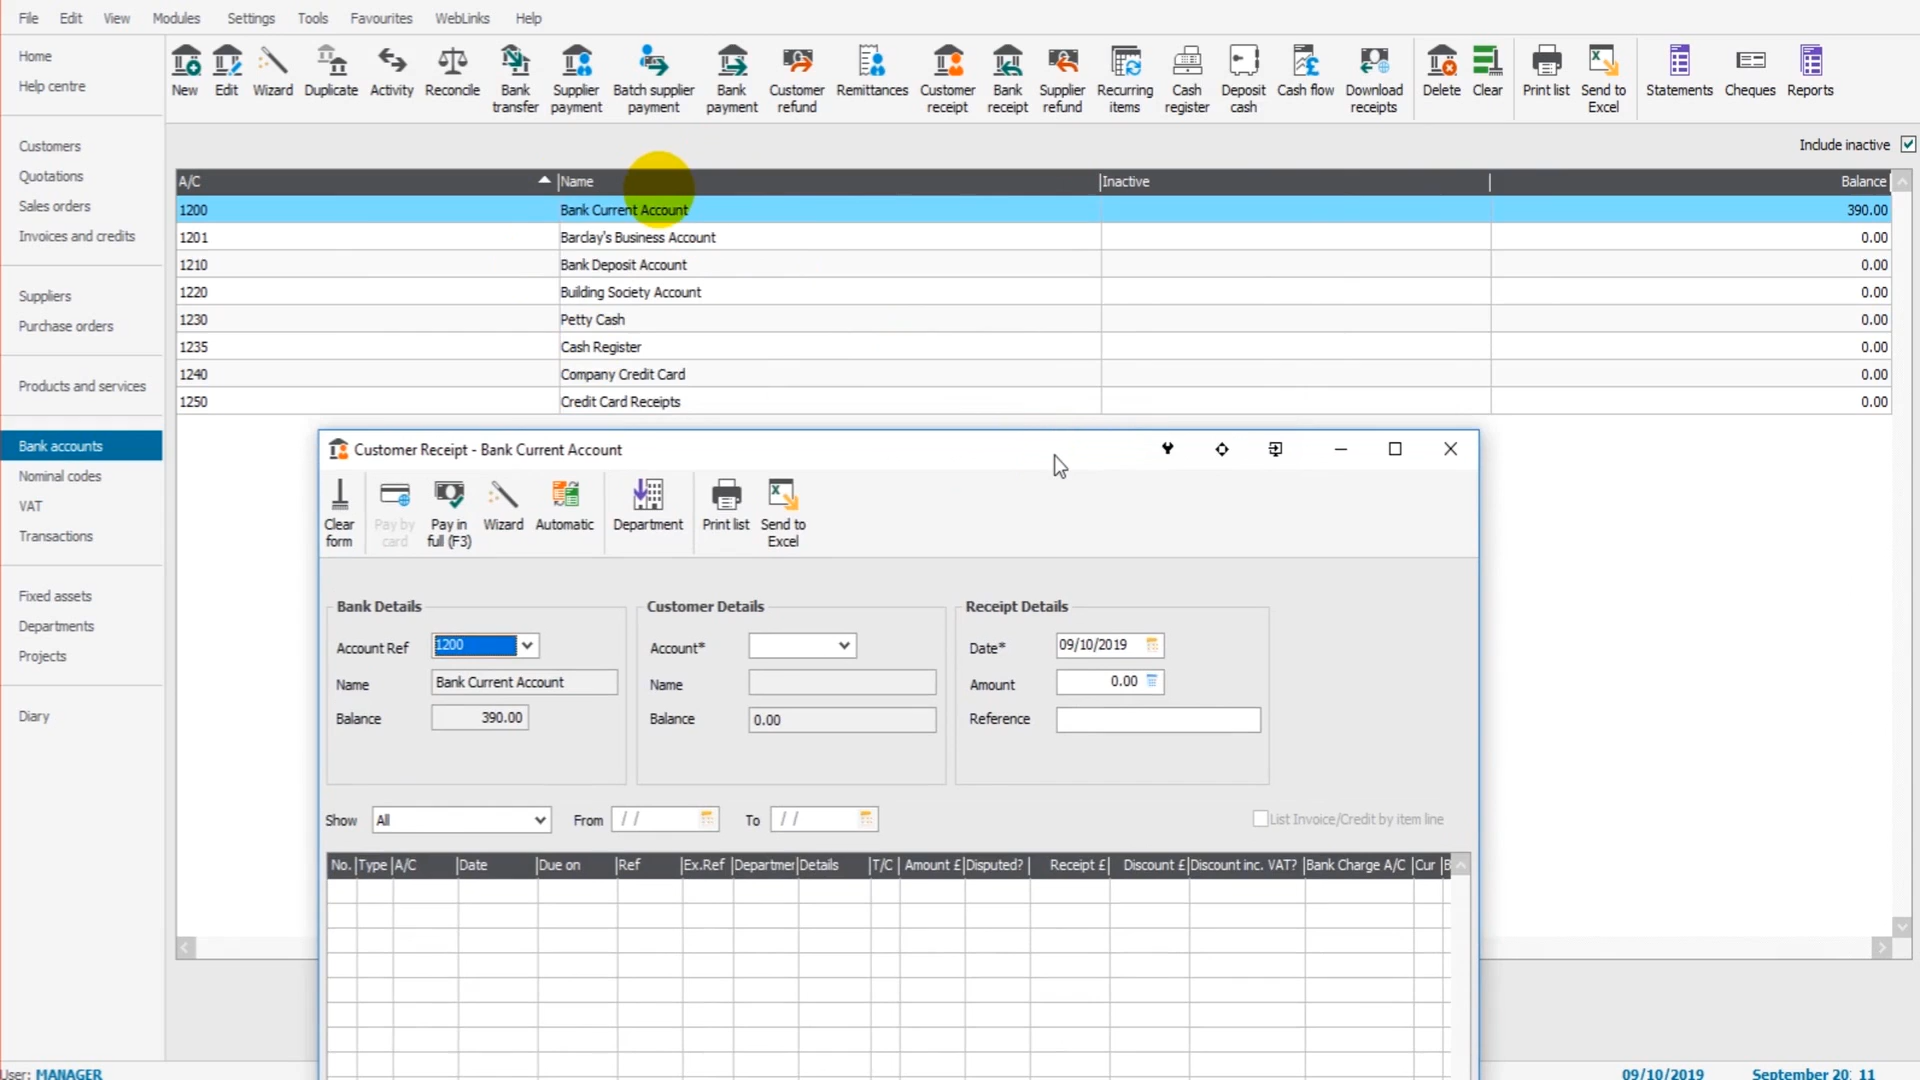 File Edit View Modules Settings Tools Favourites WebLinks Help
Home
Help centre
Customers
Quotations
Sales orders
Invoices and credits
Suppliers
Purchase orders
Products and services
Bank accounts
Nominal codes
VAT
Transactions
Fixed assets
Departments
Projects
Diary
New Edit Wizard Duplicate Activity Reconcile Bank transfer Supplier payment Batch supplier payment Bank payment Customer refund Remittances Customer receipt Bank receipt Supplier refund Recurring items Cash register Deposit cash Cash flow Download receipts Delete Clear Print list Send to Excel Statements Cheques Reports
Include inactive
A/C Name Inactive Balance
1200 Bank Current Account 390.00
1201 Barclay's Business Account 0.00
1210 Bank Deposit Account 0.00
1220 Building Society Account 0.00
1230 Petty Cash 0.00
1235 Cash Register 0.00
1240 Company Credit Card 0.00
1250 Credit Card Receipts 0.00
Customer Receipt - Bank Current Account
Clear form Pay by card Pay in full (F3) Wizard Automatic Department Print list Send to Excel
Bank Details Customer Details Receipt Details
Account Ref 1200 Account* Date* 09/10/2019
Name Bank Current Account Name Amount 0.00
Balance 390.00 Balance 0.00 Reference
Show All From / / To / / List Invoice/Credit by item line
No. Type A/C Date Due on Ref Ex.Ref Departmer Details T/C Amount £ Disputed? Receipt £ Discount £ Discount inc. VAT? Bank Charge A/C Cur B
User: MANAGER 09/10/2019 September 20 11